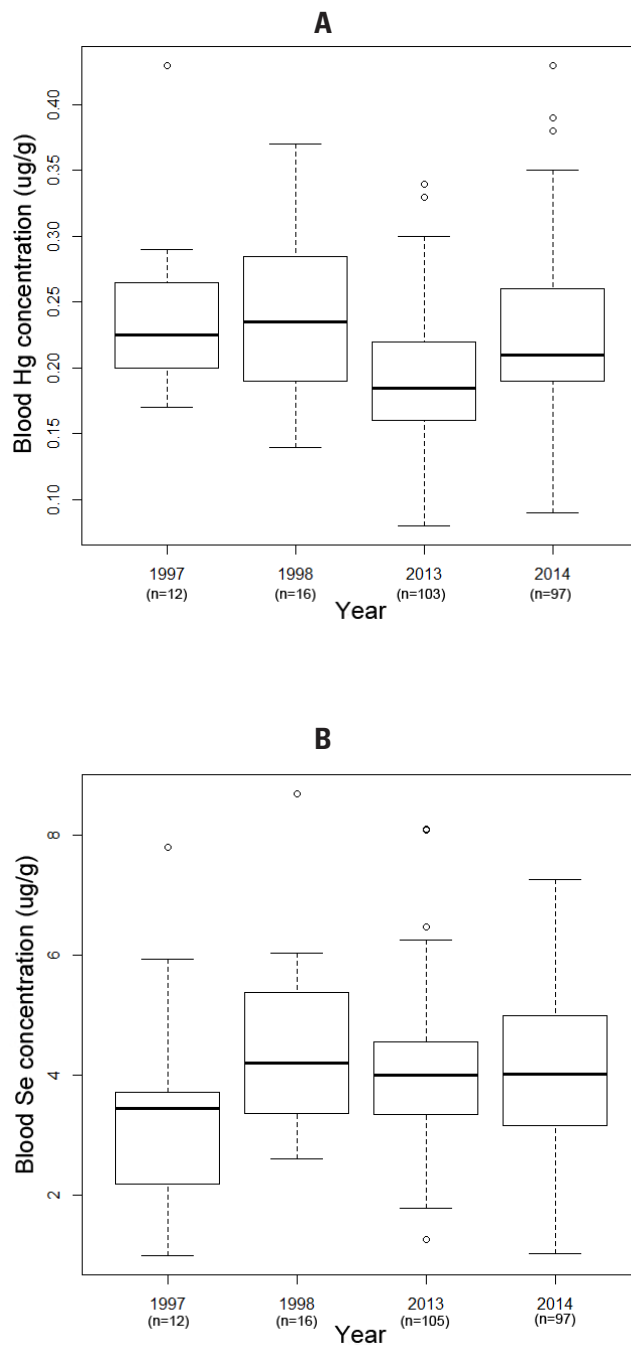 A
Blood Hg concentration (ug/g)
0.40
0.35
0.30
0.25
0.20
0.15
0.10
1997 1998 2013 2014
(n=12) (n=16) (n=103) (n=97)
Year
B
Blood Se concentration (ug/g)
8
6
4
2
1997 1998 2013 2014
(n=12) (n=16) (n=105) (n=97)
Year